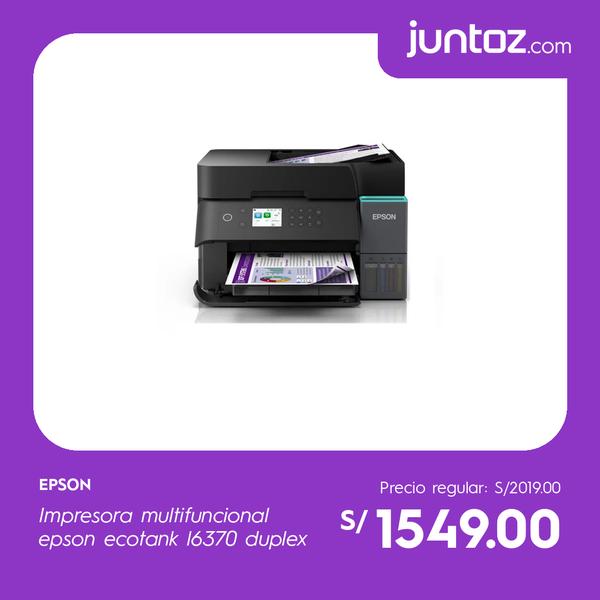 juntoz.com
EPSON
EPSON
Precio regular: S/2019.00
Impresora multifuncional
epson ecotank l6370 duplex
S/1549.00